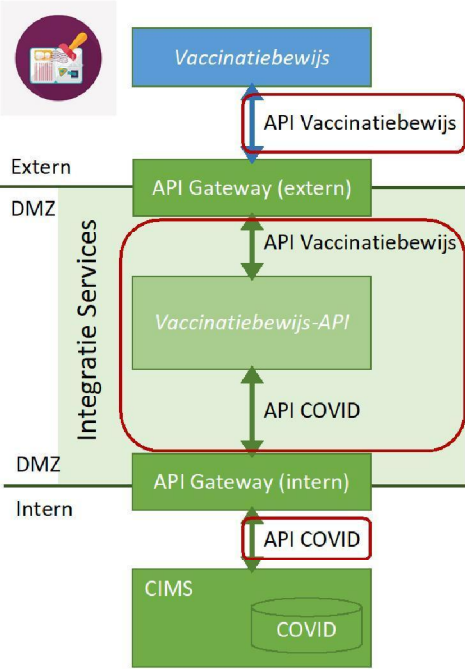 Vaccinatiebewijs
API Vaccinatiebewijs
Extern
API Gateway (extern)
DMZ
API Vaccinatiebewijs
Integratie Services
Vaccinatiebewijs-API
API COVID
DMZ
API Gateway (intern)
Intern
API COVID
CIMS
COVID